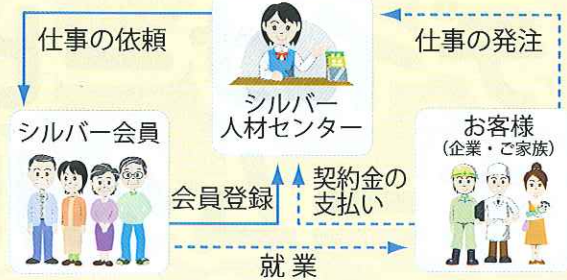 仕事の依頼
仕事の発注
シルバー
人材センター
シルバー会員
お客様
(企業・ご家族)
会員登録
契約金の
支払い
就業